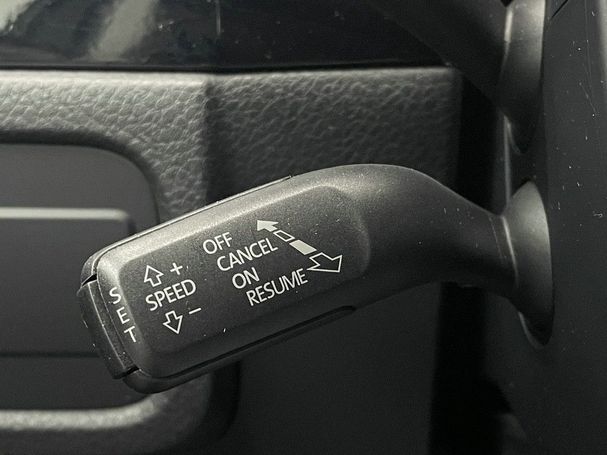 OFF
CANCEL
ON
RESUME
+
SPEED
−
SET